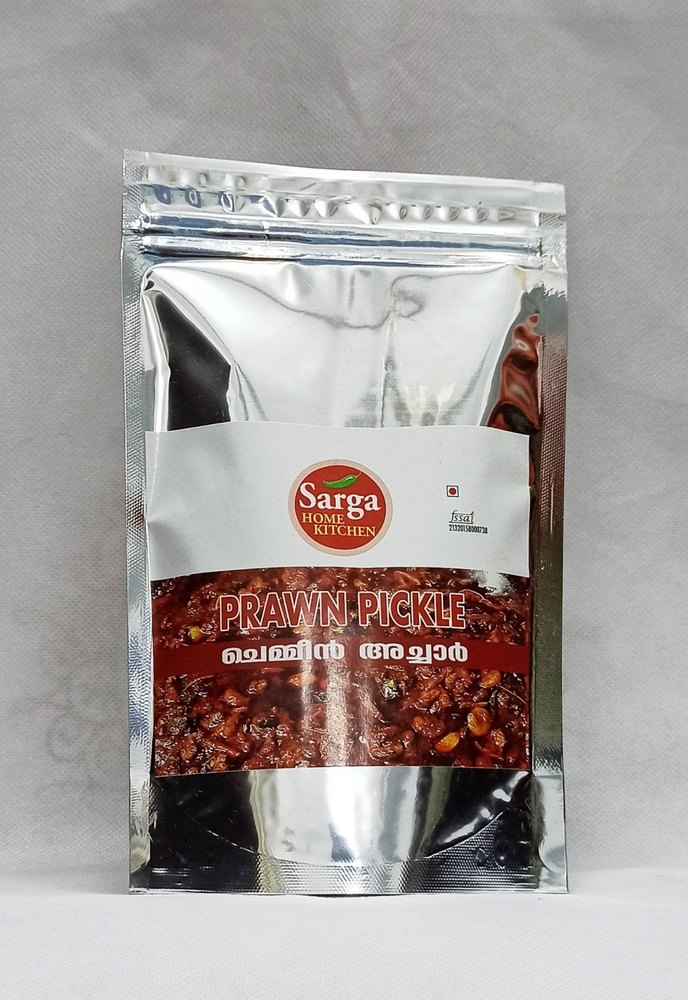 Sarga
HOME
KITCHEN
fssai
21320158000738
PRAWN PICKLE
ചെമ്മീൻ അച്ചാർ